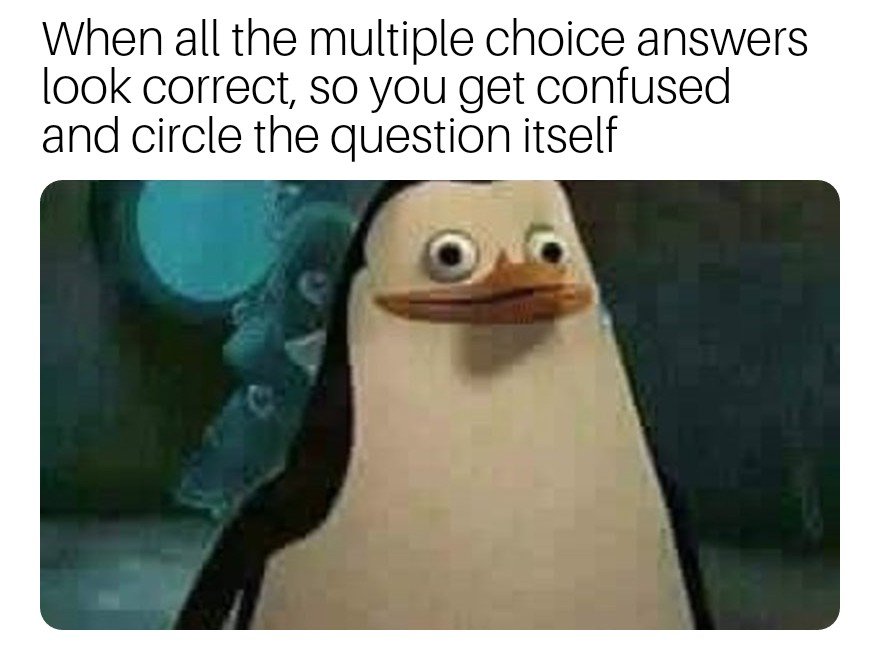 When all the multiple choice answers
look correct, so you get confused
and circle the question itself